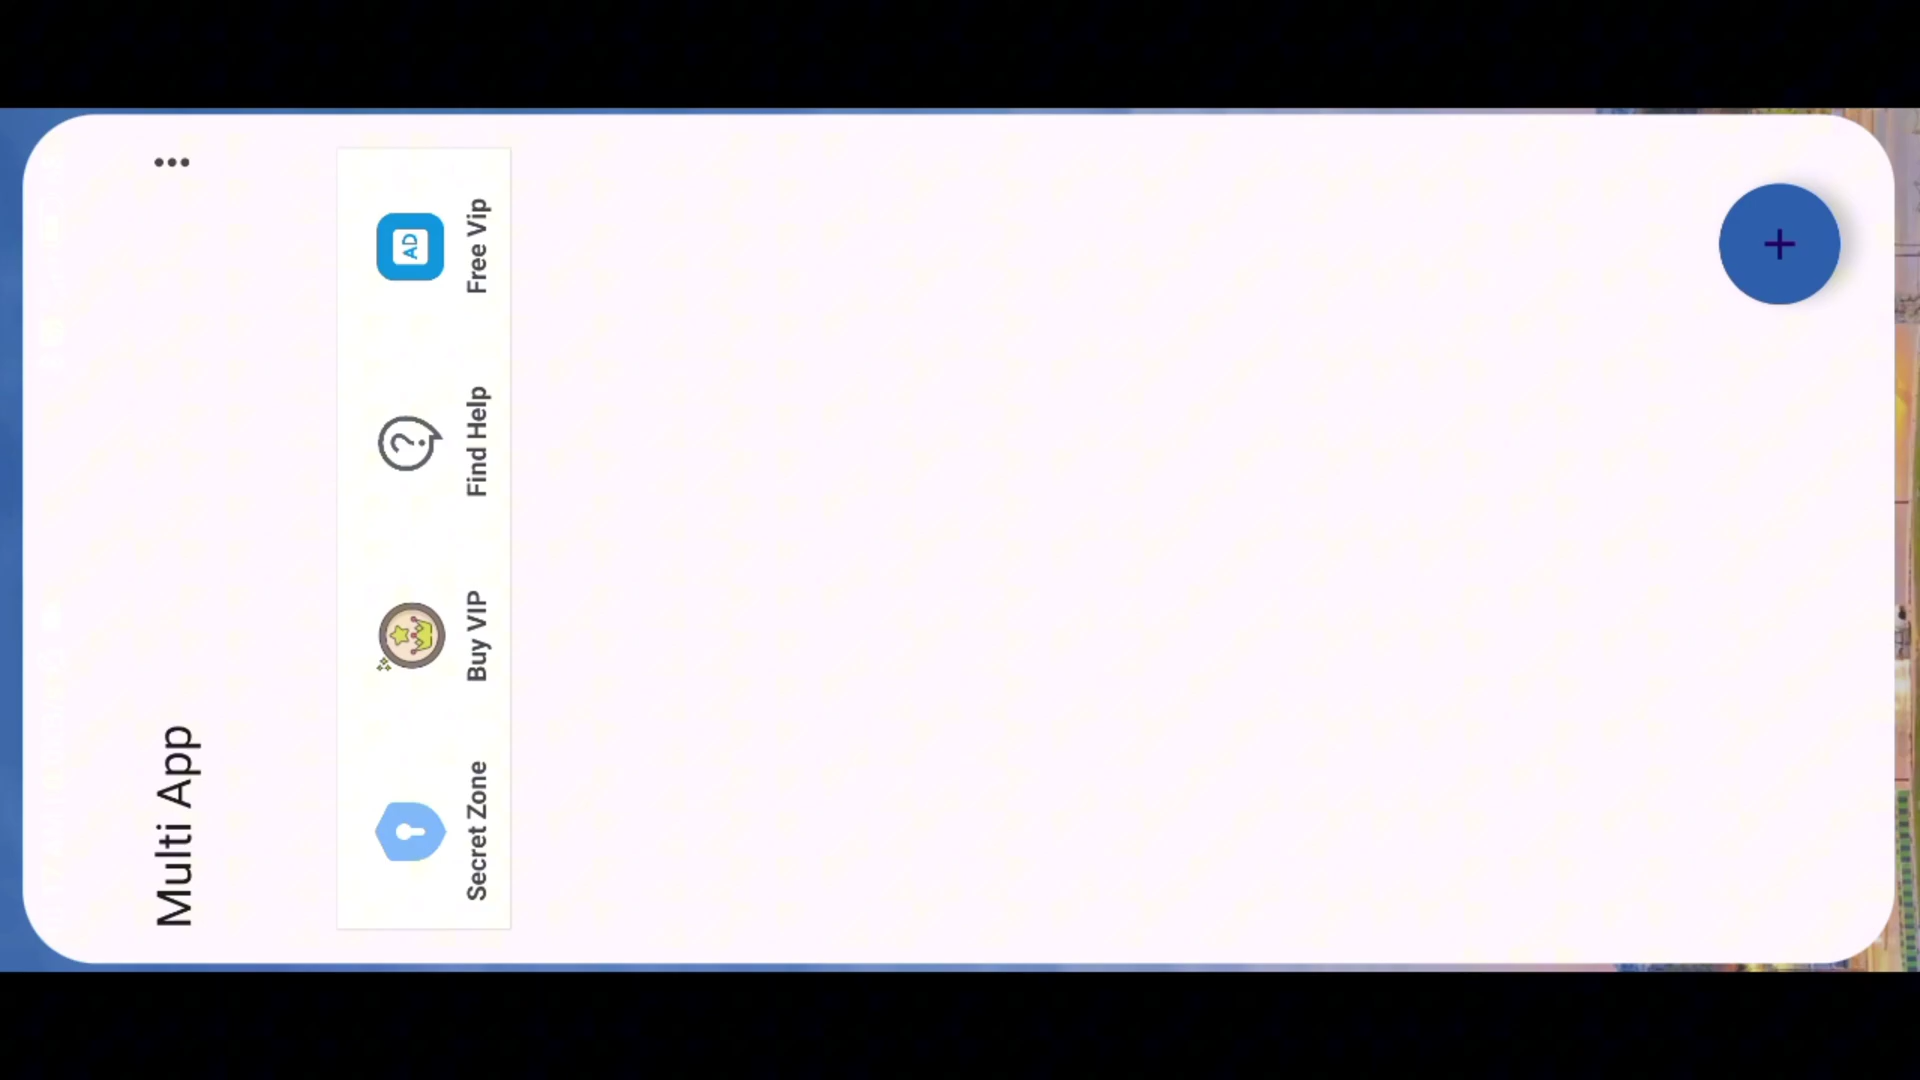 Multi App
Secret Zone
Buy VIP
Find Help
AD
Free Vip